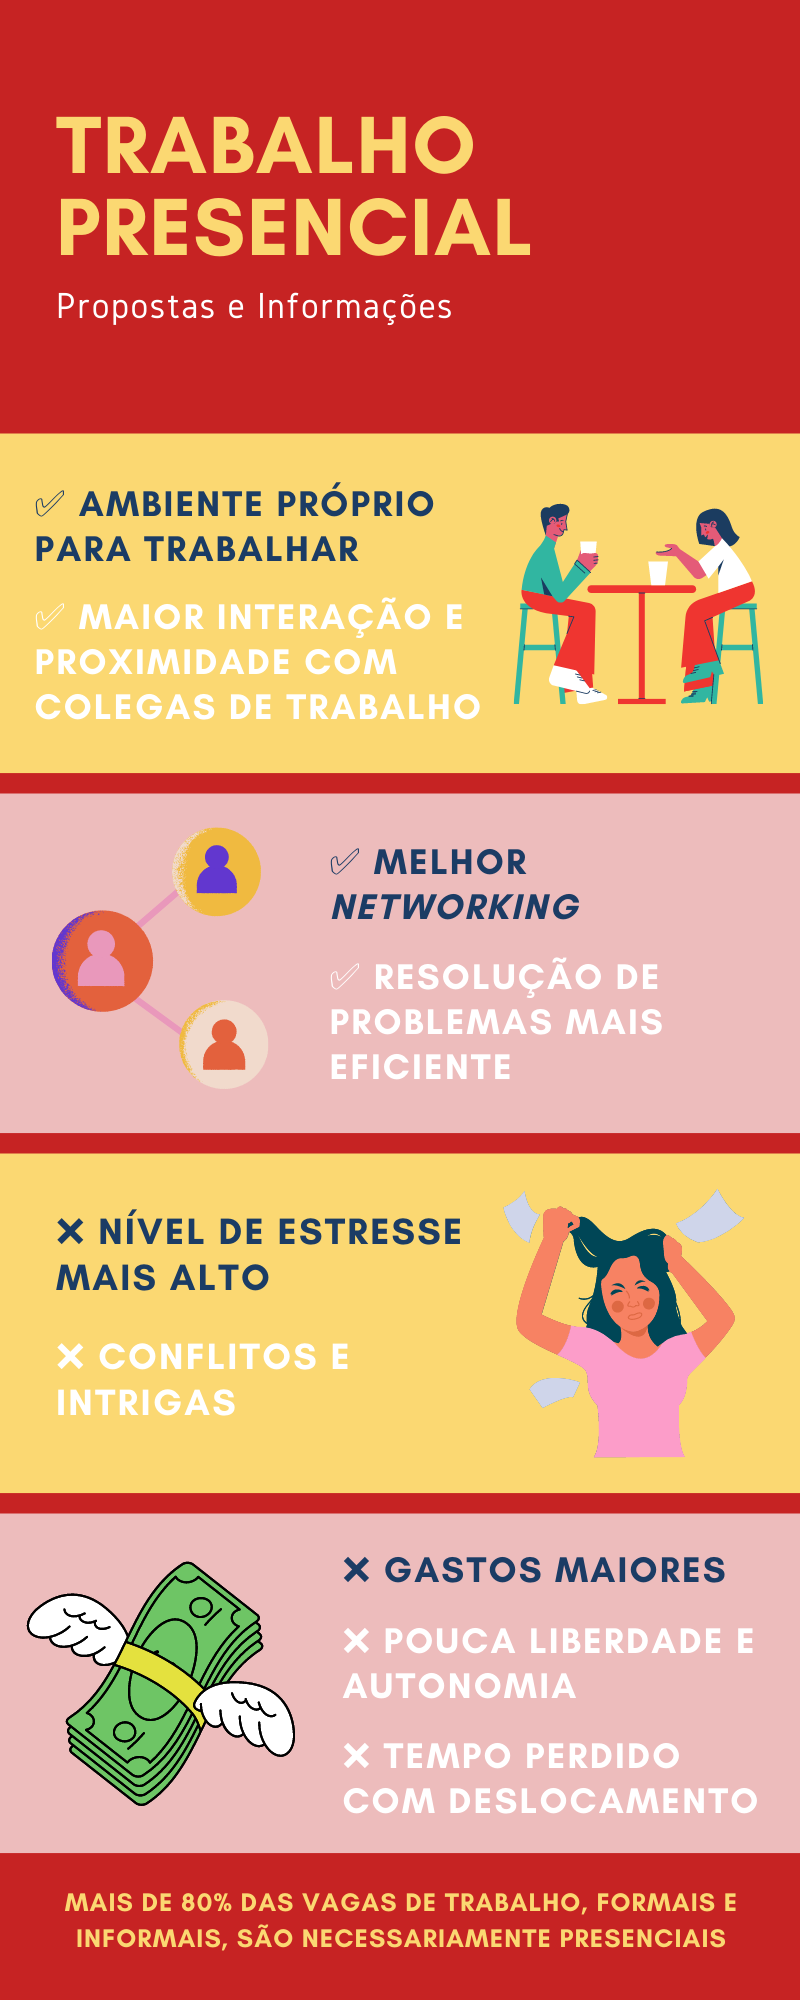 TRABALHO
PRESENCIAL
Propostas e Informações
✅ AMBIENTE PRÓPRIO
PARA TRABALHAR
✅ MAIOR INTERAÇÃO E
PROXIMIDADE COM
COLEGAS DE TRABALHO
✅ MELHOR
NETWORKING
✅ RESOLUÇÃO DE
PROBLEMAS MAIS
EFICIENTE
❌ NÍVEL DE ESTRESSE
MAIS ALTO
❌ CONFLITOS E
INTRIGAS
❌ GASTOS MAIORES
❌ POUCA LIBERDADE E
AUTONOMIA
❌ TEMPO PERDIDO
COM DESLOCAMENTO
MAIS DE 80% DAS VAGAS DE TRABALHO, FORMAIS E
INFORMAIS, SÃO NECESSARIAMENTE PRESENCIAIS